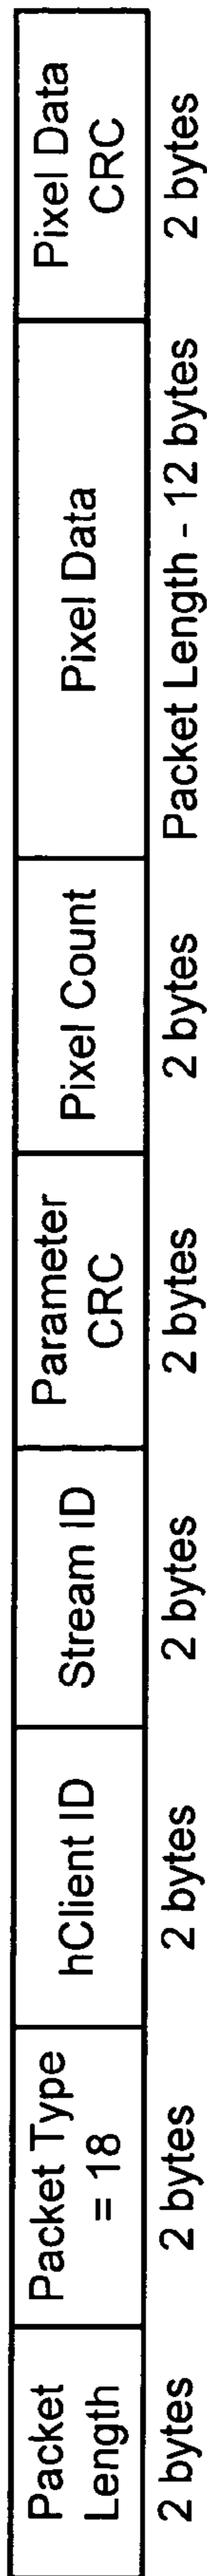 Packet
Length
Packet Type
= 18
hClient ID
Stream ID
Parameter
CRC
Pixel Count
Pixel Data
Pixel Data
CRC
2 bytes
2 bytes
2 bytes
2 bytes
2 bytes
2 bytes
Packet Length - 12 bytes
2 bytes